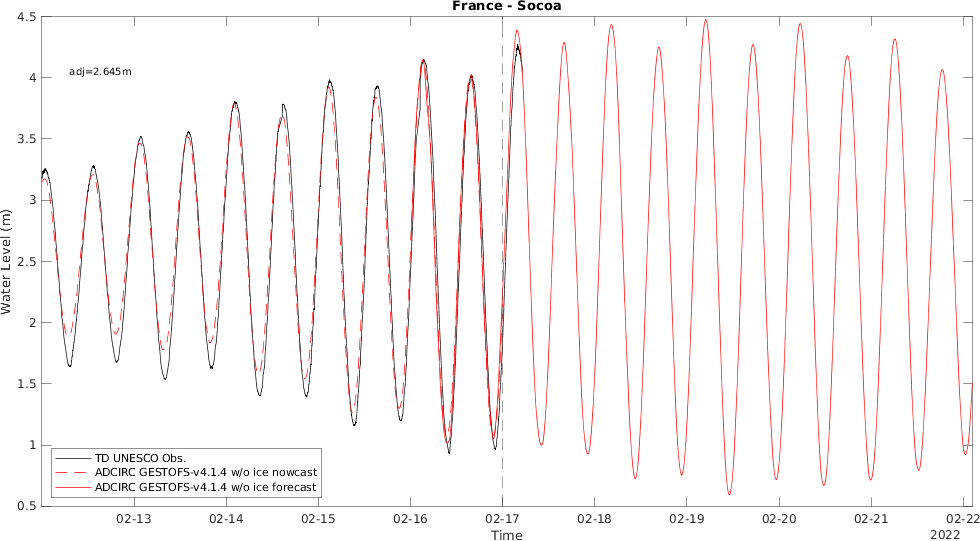 France - Socoa
4.5
4
3.5
3
2.5
2
1.5
1
0.5
Water Level (m)
adj=2.645m
TD UNESCO Obs.
ADCIRC GESTOFS-v4.1.4 w/o ice nowcast
ADCIRC GESTOFS-v4.1.4 w/o ice forecast
02-13 02-14 02-15 02-16 02-17 02-18 02-19 02-20 02-21 02-22
Time
2022